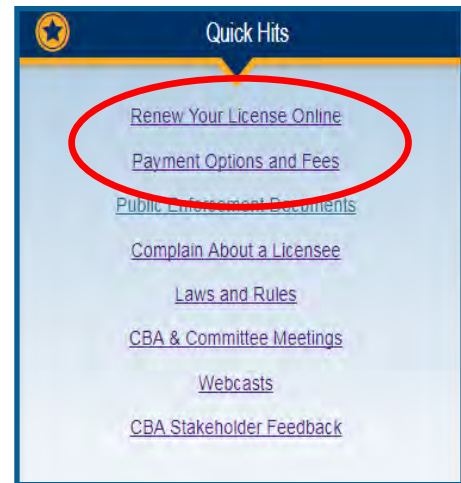 Quick Hits
Renew Your License Online
Payment Options and Fees
Public Enforcement Documents
Complain About a Licensee
Laws and Rules
CBA & Committee Meetings
Webcasts
CBA Stakeholder Feedback